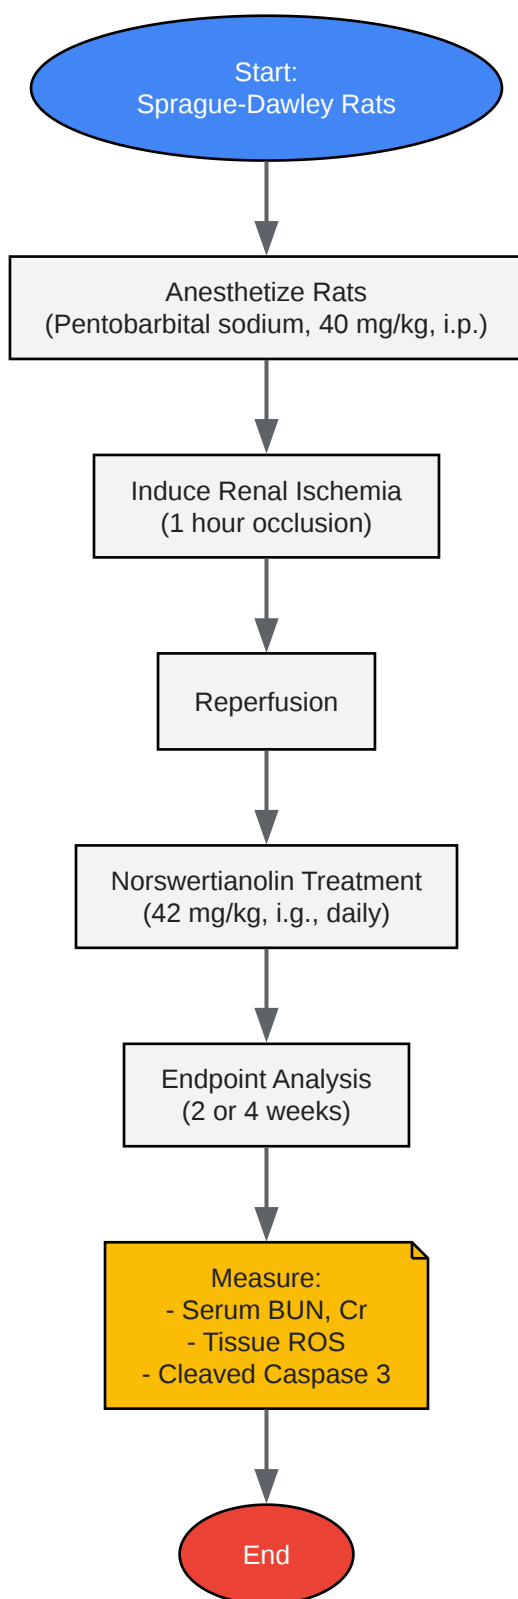 Start:
Sprague-Dawley Rats
Anesthetize Rats
(Pentobarbital sodium, 40 mg/kg, i.p.)
Induce Renal Ischemia
(1 hour occlusion)
Reperfusion
Norswertianolin Treatment
(42 mg/kg, i.g., daily)
Endpoint Analysis
(2 or 4 weeks)
Measure:
- Serum BUN, Cr
- Tissue ROS
- Cleaved Caspase 3
End